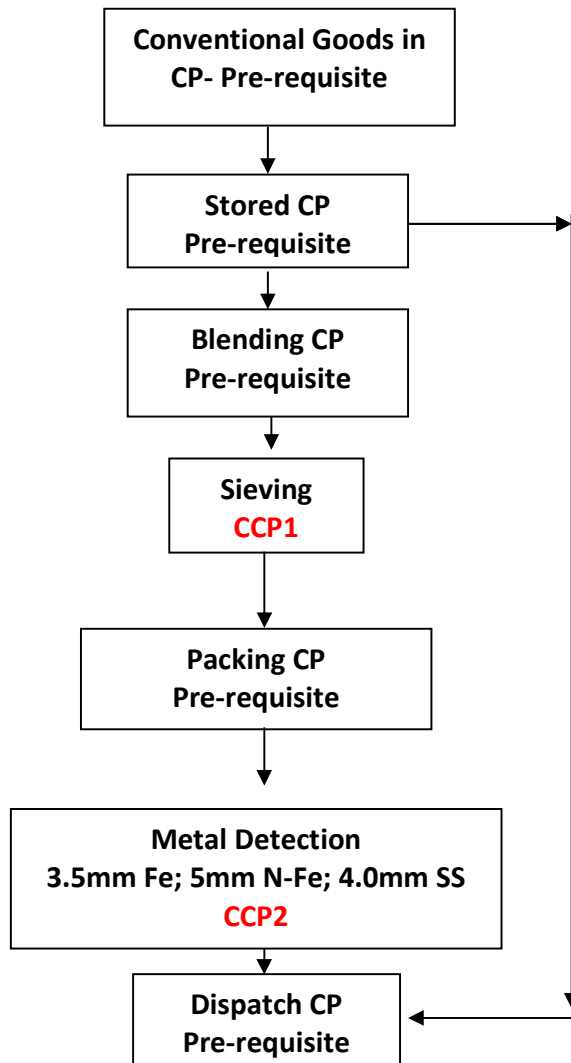 Conventional Goods in
CP- Pre-requisite
Stored CP
Pre-requisite
Blending CP
Pre-requisite
Sieving
CCP1
Packing CP
Pre-requisite
Metal Detection
3.5mm Fe; 5mm N-Fe; 4.0mm SS
CCP2
Dispatch CP
Pre-requisite